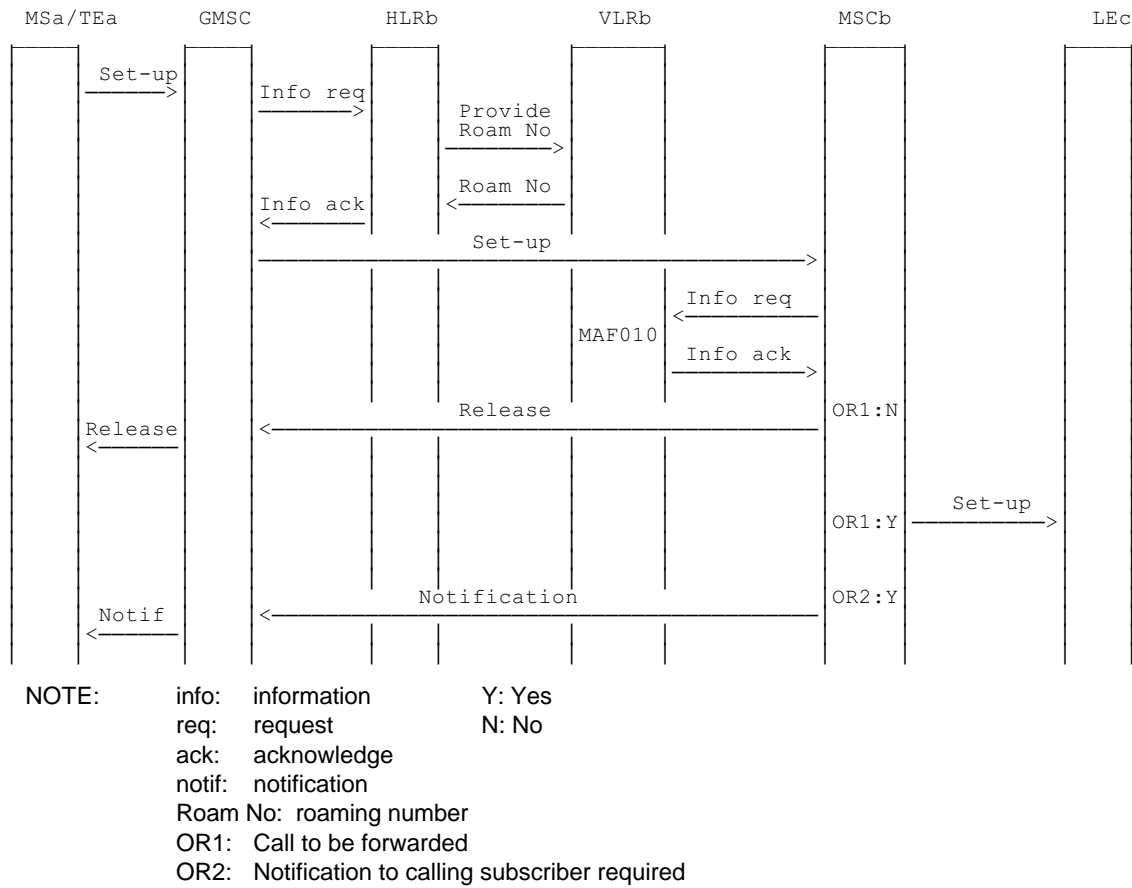 MSa/TEa GMSC HLRb VLRb MSCb LEc
Set-up
Info req
Provide
Roam No
Roam No
Info ack
Set-up
Info req
MAF010
Info ack
Release OR1:N
Release
Set-up
OR1:Y
Notification OR2:Y
Notif
NOTE: info: information Y: Yes
req: request N: No
ack: acknowledge
notif: notification
Roam No: roaming number
OR1: Call to be forwarded
OR2: Notification to calling subscriber required